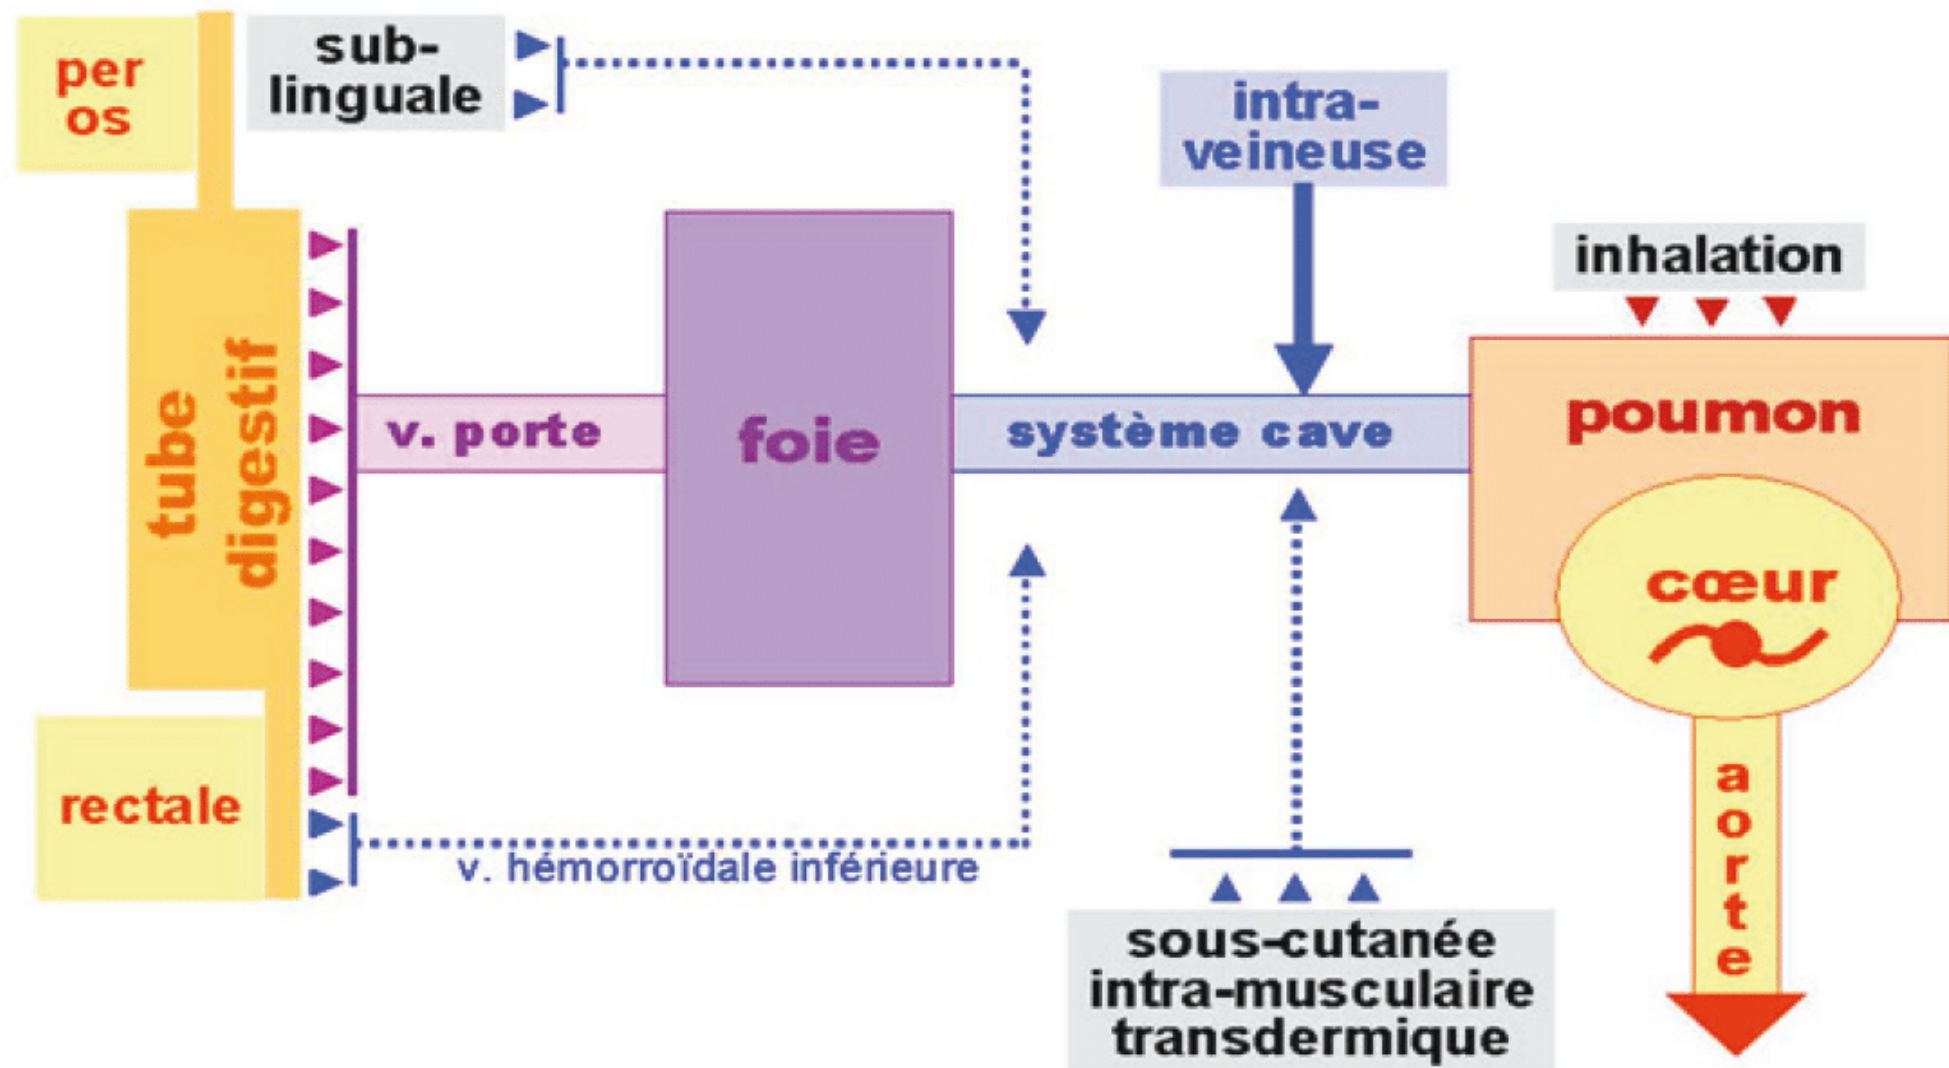 per
os
sub-
linguale
intra-
veineuse
inhalation
tube
digestif
v. porte
foie
système cave
poumon
cœur
rectale
v. hémorroïdale inférieure
aorte
sous-cutanée
intra-musculaire
transdermique